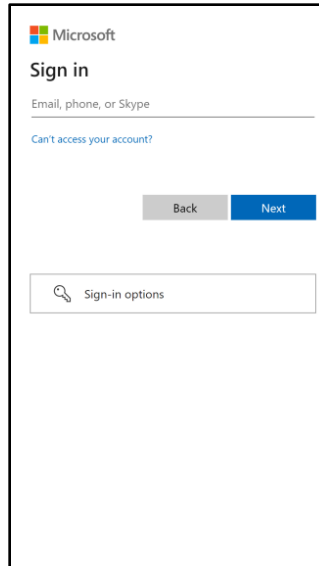 Microsoft
Sign in
Email, phone, or Skype
Can't access your account?
Back Next
Sign-in options